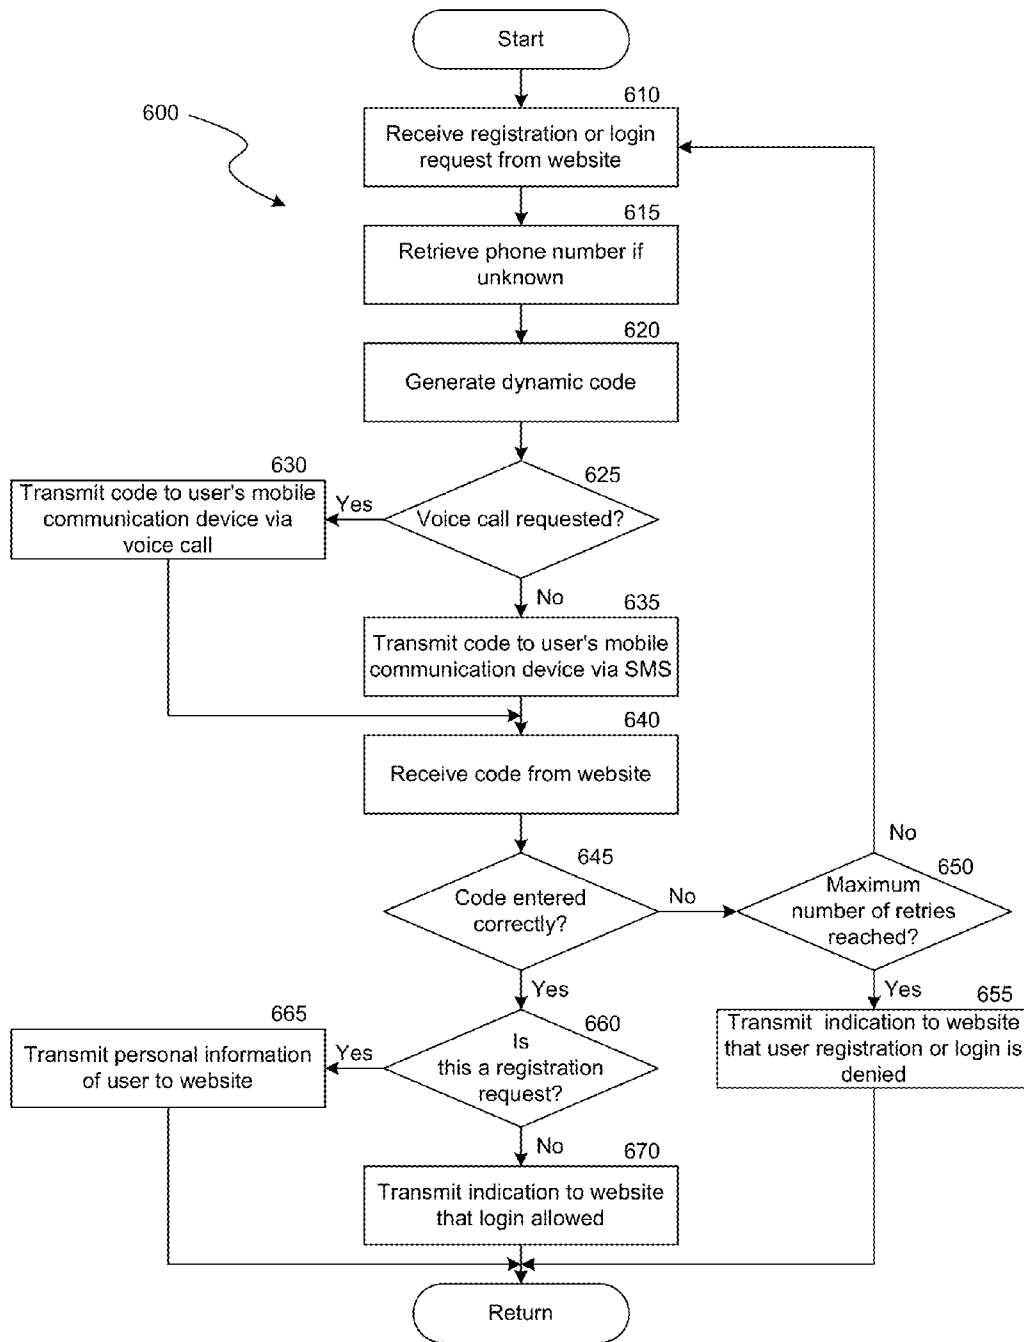 Start
600
610
Receive registration or login
request from website
615
Retrieve phone number if
unknown
620
Generate dynamic code
625
Voice call requested?
Yes
630
Transmit code to user's mobile
communication device via
voice call
No
635
Transmit code to user's mobile
communication device via SMS
640
Receive code from website
645
Code entered
correctly?
No
650
Maximum
number of retries
reached?
No
Yes
655
Transmit indication to website
that user registration or login is
denied
Yes
660
Is
this a registration
request?
Yes
665
Transmit personal information
of user to website
No
670
Transmit indication to website
that login allowed
Return